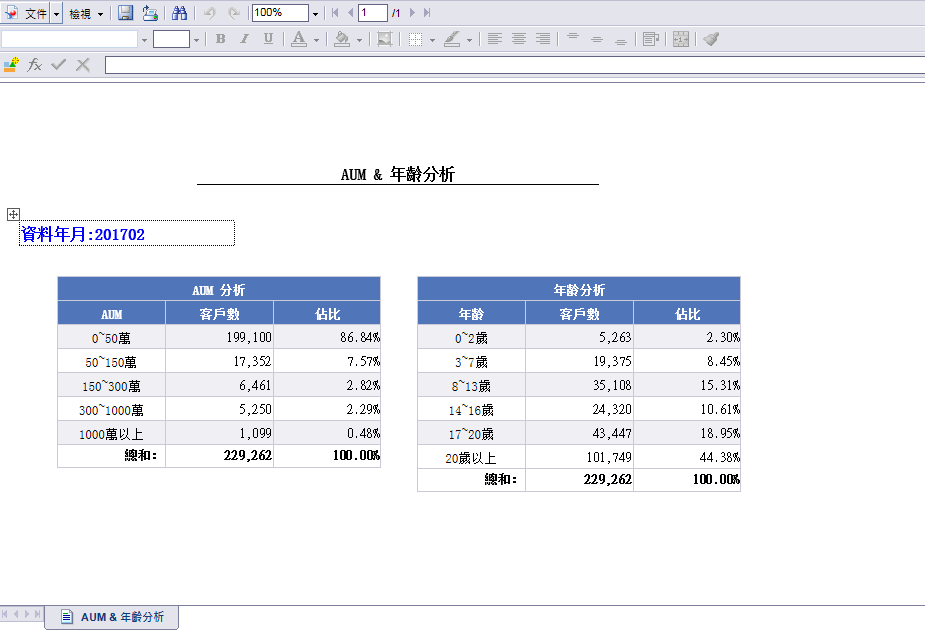 文件 檢視 100% 1 /1
B I U A
fx
AUM & 年齡分析
資料年月:201702
AUM 分析
AUM 客戶數 佔比
0~50萬 199,100 86.84%
50~150萬 17,352 7.57%
150~300萬 6,461 2.82%
300~1000萬 5,250 2.29%
1000萬以上 1,099 0.48%
總和: 229,262 100.00%
年齡分析
年齡 客戶數 佔比
0~2歲 5,263 2.30%
3~7歲 19,375 8.45%
8~13歲 35,108 15.31%
14~16歲 24,320 10.61%
17~20歲 43,447 18.95%
20歲以上 101,749 44.38%
總和: 229,262 100.00%
AUM & 年齡分析